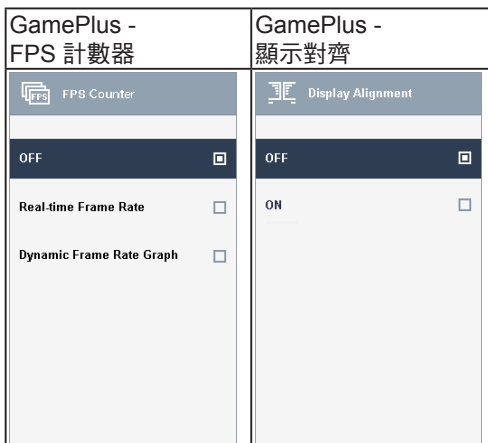 GamePlus -
FPS 計數器
GamePlus -
顯示對齊
FPS
FPS Counter
OFF
Real-time Frame Rate
Dynamic Frame Rate Graph
Display Alignment
OFF
ON